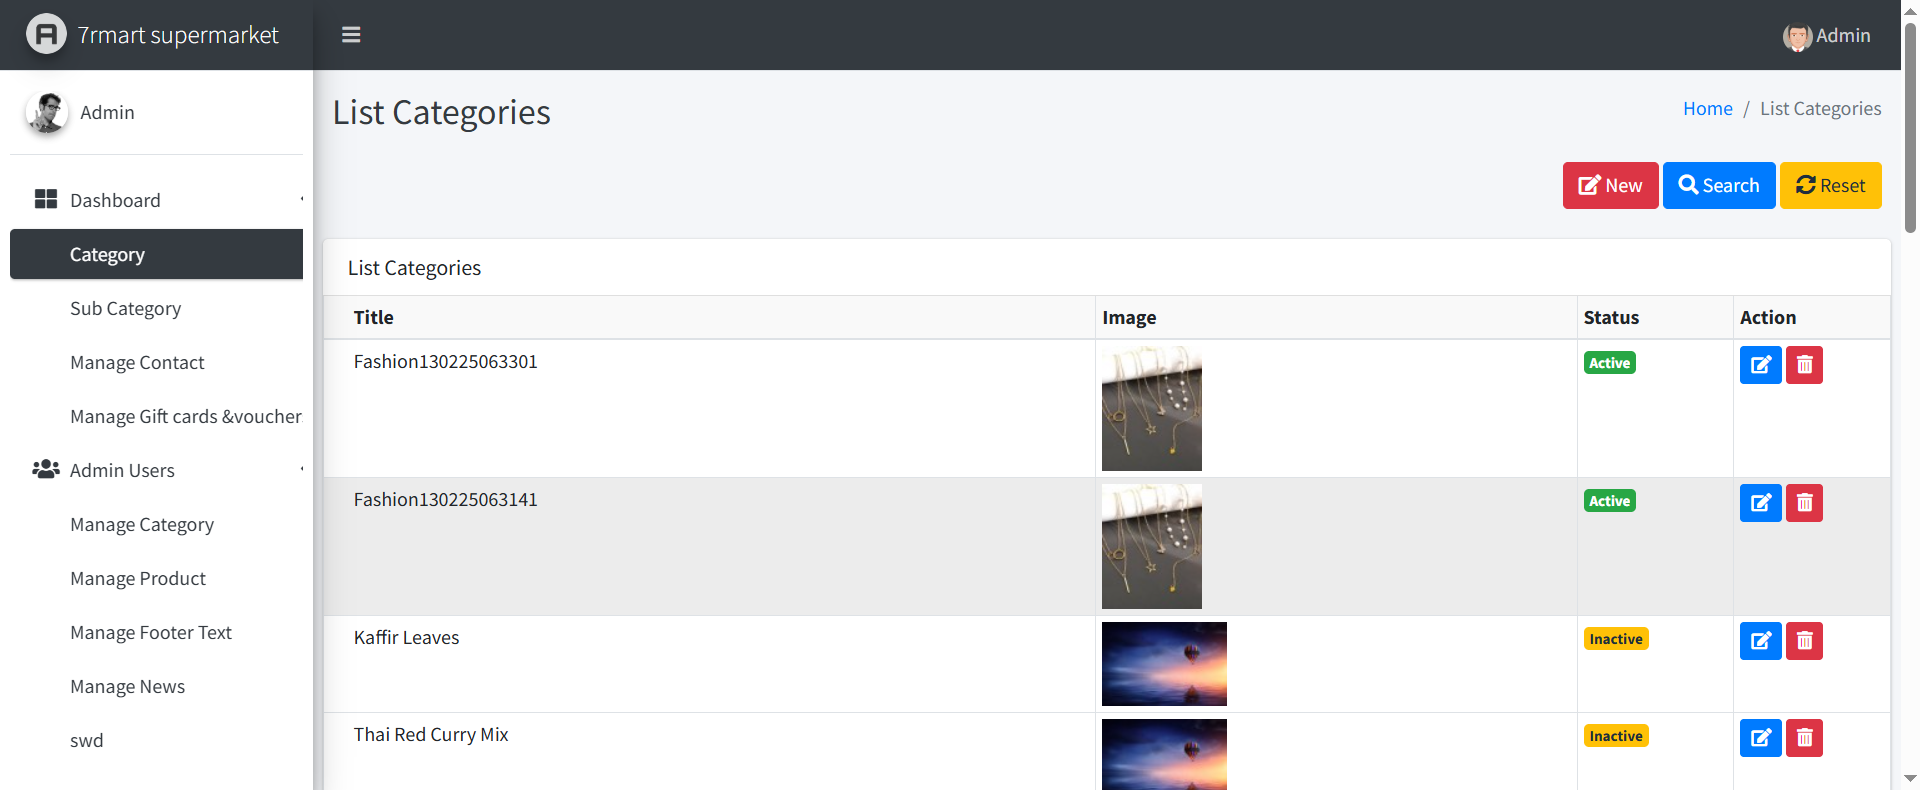 7rmart supermarket
Admin
Admin
List Categories
Home / List Categories
New
Search
Reset
Dashboard
Category
Sub Category
Manage Contact
Manage Gift cards &voucher
Admin Users
Manage Category
Manage Product
Manage Footer Text
Manage News
swd
List Categories
Title Image Status Action
Fashion130225063301 Active
Fashion130225063141 Active
Kaffir Leaves Inactive
Thai Red Curry Mix Inactive